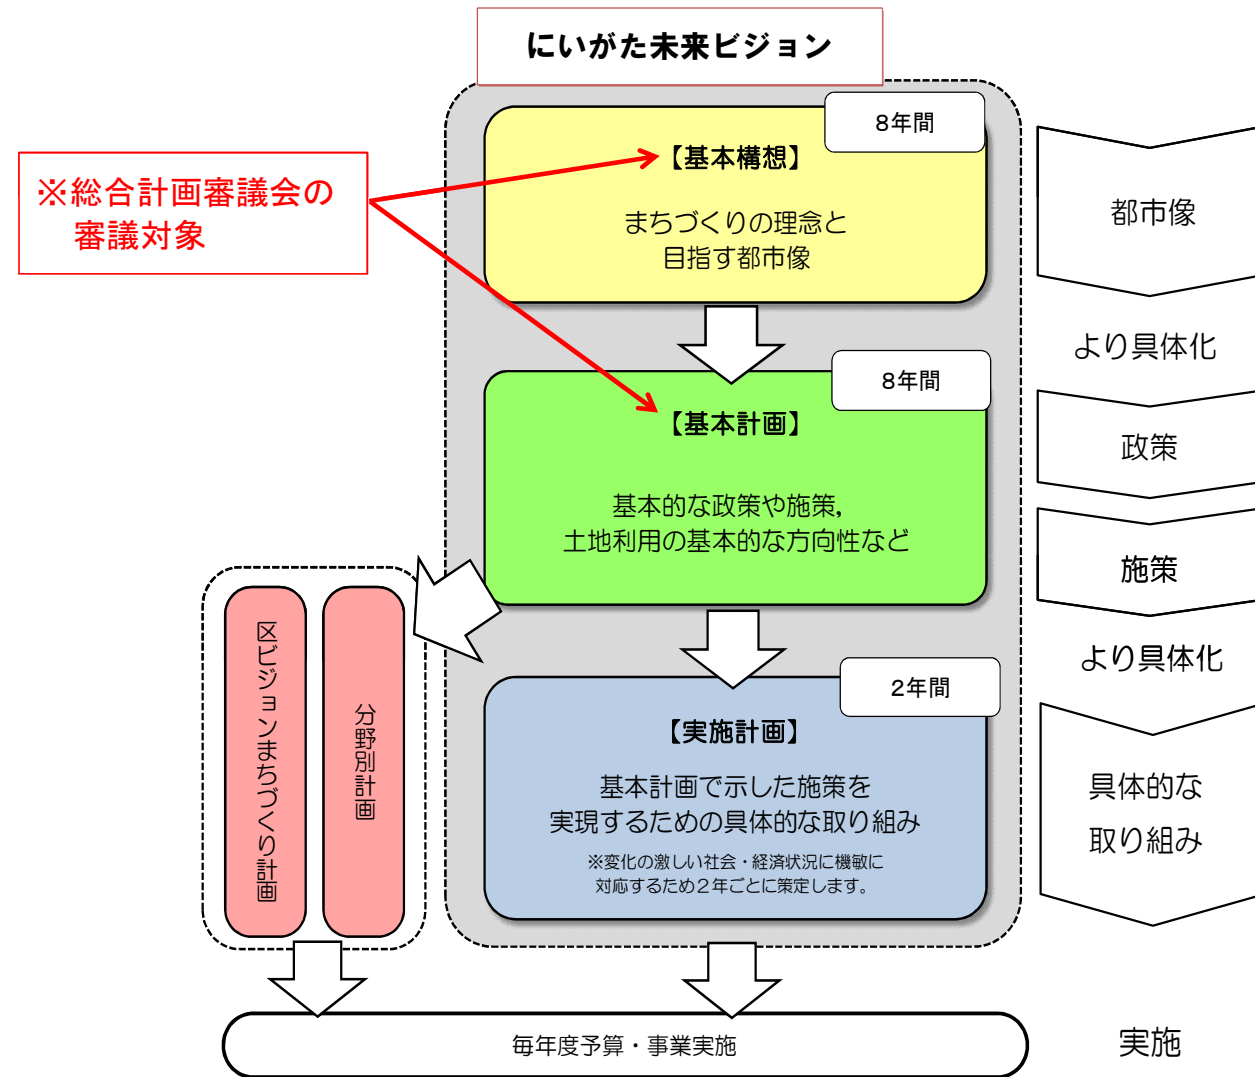 にいがた未来ビジョン
※総合計画審議会の
審議対象
8年間
【基本構想】
まちづくりの理念と
目指す都市像
都市像
より具体化
8年間
【基本計画】
基本的な政策や施策，
土地利用の基本的な方向性など
政策
施策
より具体化
区ビジョンまちづくり計画
分野別計画
2年間
【実施計画】
基本計画で示した施策を
実現するための具体的な取り組み
※変化の激しい社会・経済状況に機敏に
対応するため２年ごとに策定します。
具体的な
取り組み
毎年度予算・事業実施
実施